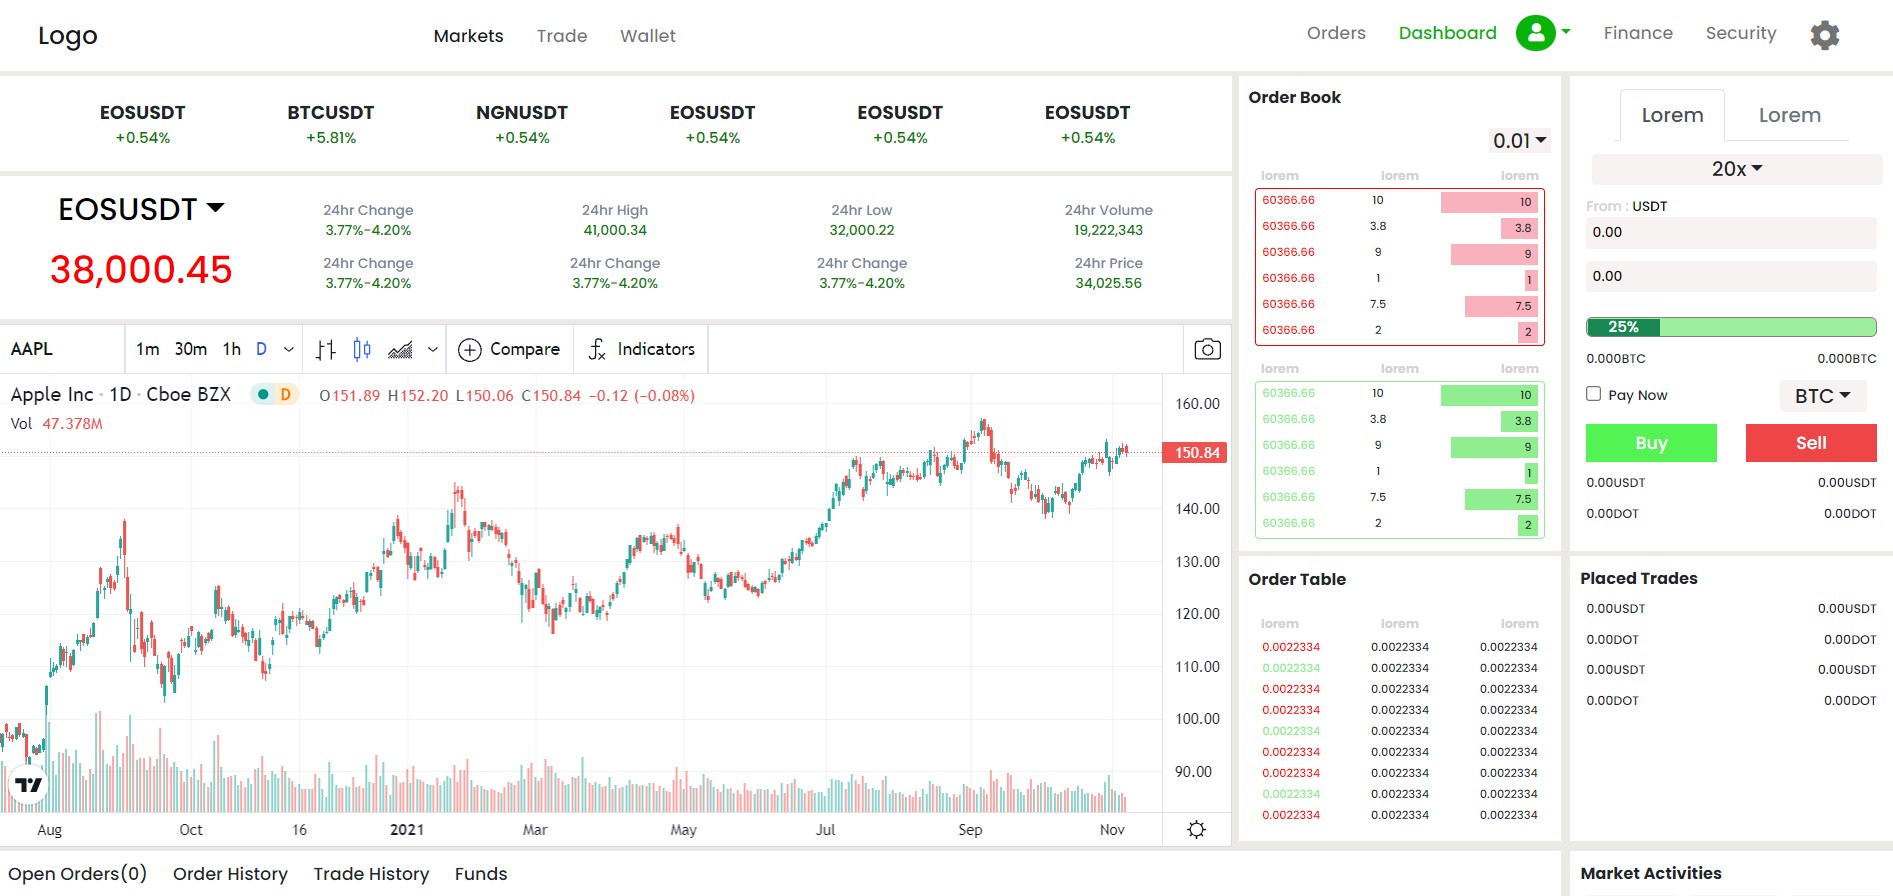 Logo
Markets Trade Wallet
Orders Dashboard Finance Security
EOSUSDT BTCUSDT NGNUSDT EOSUSDT EOSUSDT EOSUSDT
+0.54% +5.81% +0.54% +0.54% +0.54% +0.54%
EOSUSDT
38,000.45
24hr Change 24hr High 24hr Low 24hr Volume
3.77%-4.20% 41,000.34 32,000.22 19,222,343
24hr Change 24hr Change 24hr Change 24hr Price
3.77%-4.20% 3.77%-4.20% 3.77%-4.20% 34,025.56
AAPL 1m 30m 1h D Compare Indicators
Apple Inc · 1D · Cboe BZX D O151.89 H152.20 L150.06 C150.84 −0.12 (−0.08%)
Vol 47.378M
160.00
150.84
140.00
130.00
120.00
110.00
100.00
90.00
Aug Oct 16 2021 Mar May Jul Sep Nov
Open Orders(0) Order History Trade History Funds
Order Book
0.01
lorem lorem lorem
60366.66 10 10
60366.66 3.8 3.8
60366.66 9 9
60366.66 1 1
60366.66 7.5 7.5
60366.66 2 2
lorem lorem lorem
60366.66 10 10
60366.66 3.8 3.8
60366.66 9 9
60366.66 1 1
60366.66 7.5 7.5
60366.66 2 2
Order Table
lorem lorem lorem
0.0022334 0.0022334 0.0022334
0.0022334 0.0022334 0.0022334
0.0022334 0.0022334 0.0022334
0.0022334 0.0022334 0.0022334
0.0022334 0.0022334 0.0022334
0.0022334 0.0022334 0.0022334
0.0022334 0.0022334 0.0022334
0.0022334 0.0022334 0.0022334
0.0022334 0.0022334 0.0022334
Lorem Lorem
20x
From : USDT
0.00
0.00
25%
0.000BTC 0.000BTC
Pay Now BTC
Buy Sell
0.00USDT 0.00USDT
0.00DOT 0.00DOT
Placed Trades
0.00USDT 0.00USDT
0.00DOT 0.00DOT
0.00USDT 0.00USDT
0.00DOT 0.00DOT
Market Activities